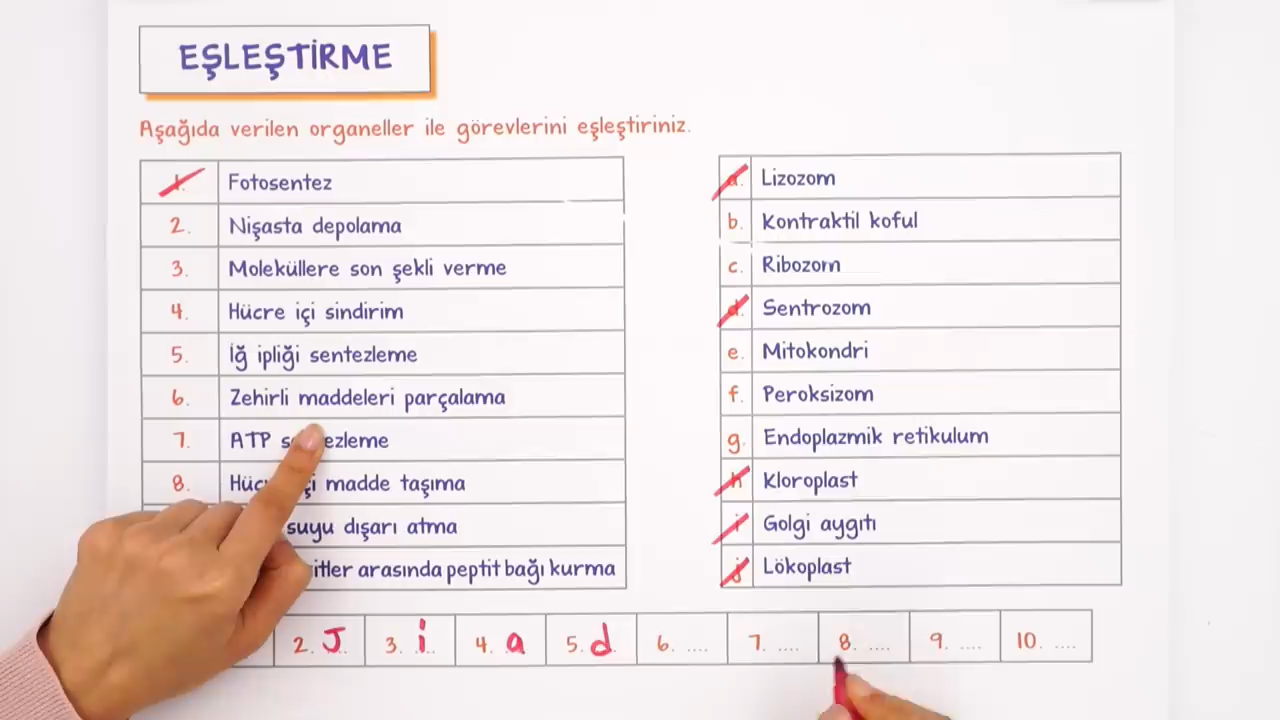 EŞLEŞTİRME
Aşağıda verilen organeller ile görevlerini eşleştiriniz.
1. Fotosentez
2. Nişasta depolama
3. Moleküllere son şekli verme
4. Hücre içi sindirim
5. İğ ipliği sentezleme
6. Zehirli maddeleri parçalama
7. ATP
8. madde taşıma
suyu dışarı atma
arasında peptit bağı kurma
a. Lizozom
b. Kontraktil koful
c. Ribozom
d. Sentrozom
e. Mitokondri
f. Peroksizom
g. Endoplazmik retikulum
h. Kloroplast
i. Golgi aygıtı
j. Lökoplast
2. J 3. i 4. a 5. d 6. .... 7. .... 8. .... 9. .... 10. ....